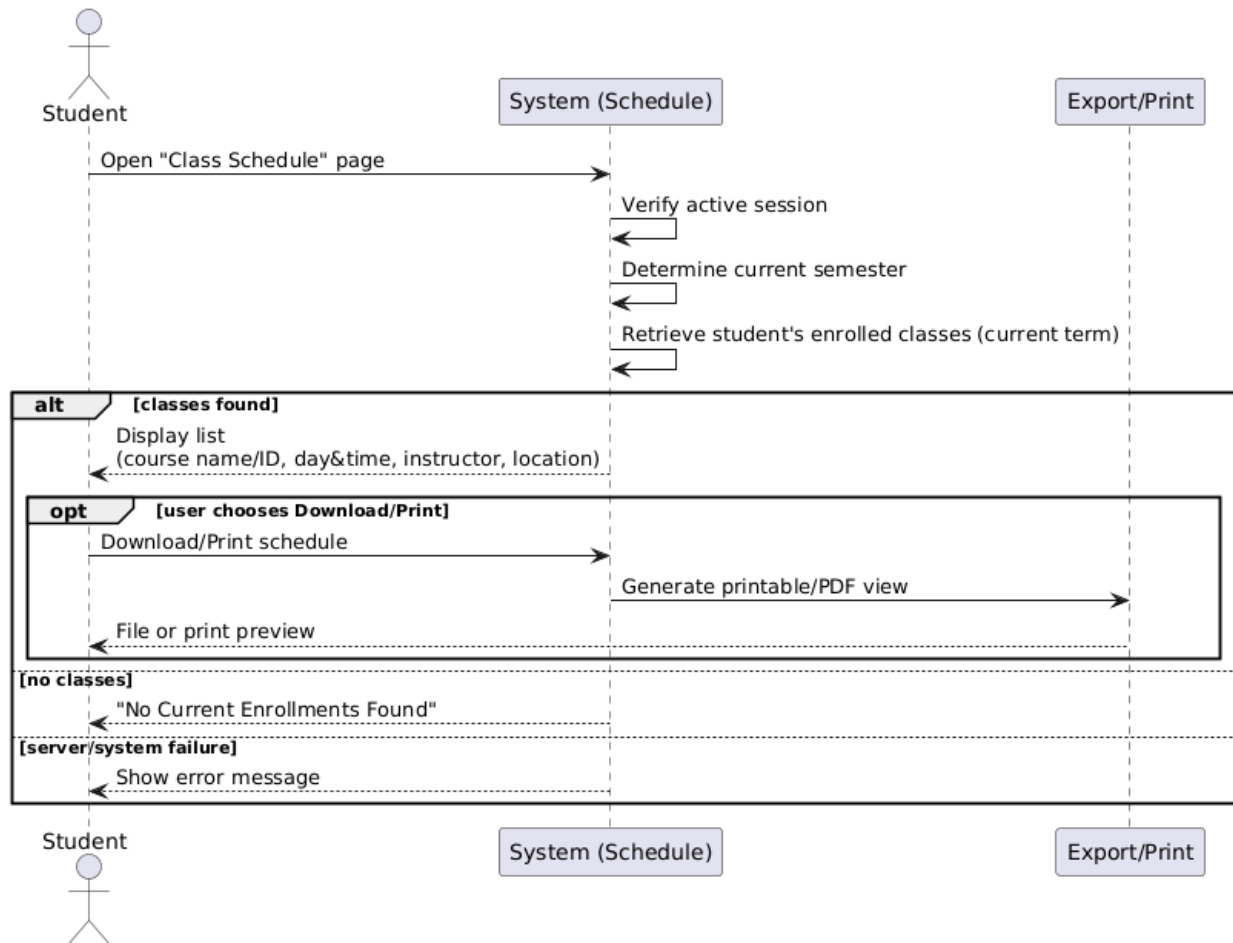 Student
System (Schedule)
Export/Print
Open "Class Schedule" page
Verify active session
Determine current semester
Retrieve student's enrolled classes (current term)
alt
[classes found]
Display list
(course name/ID, day&time, instructor, location)
opt
[user chooses Download/Print]
Download/Print schedule
Generate printable/PDF view
File or print preview
[no classes]
"No Current Enrollments Found"
[server/system failure]
Show error message
Student
System (Schedule)
Export/Print